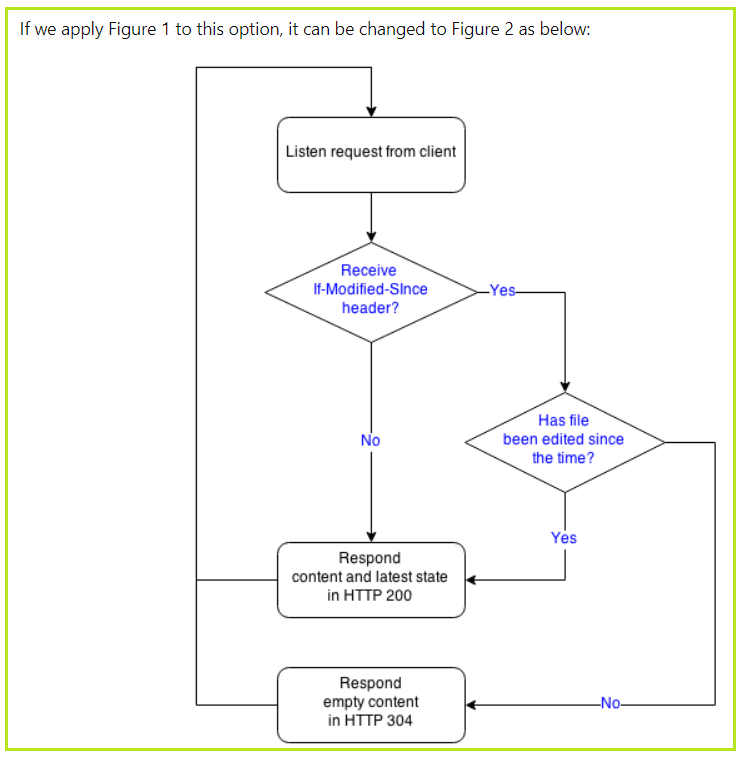 If we apply Figure 1 to this option, it can be changed to Figure 2 as below:
Listen request from client
Receive
If-Modified-SInce
header?
Yes
Has file
been edited since
the time?
No
Yes
Respond
content and latest state
in HTTP 200
Respond
empty content
in HTTP 304
No